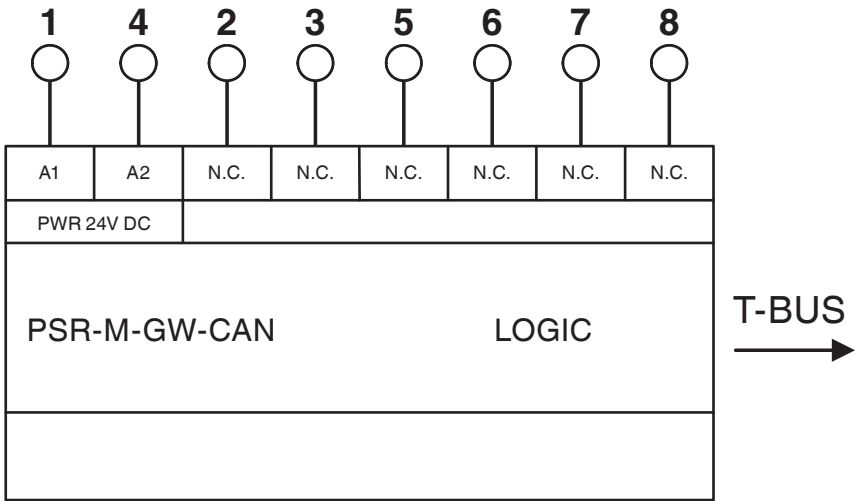 1 4 2 3 5 6 7 8
A1 A2 N.C. N.C. N.C. N.C. N.C. N.C.
PWR 24V DC
PSR-M-GW-CAN LOGIC
T-BUS